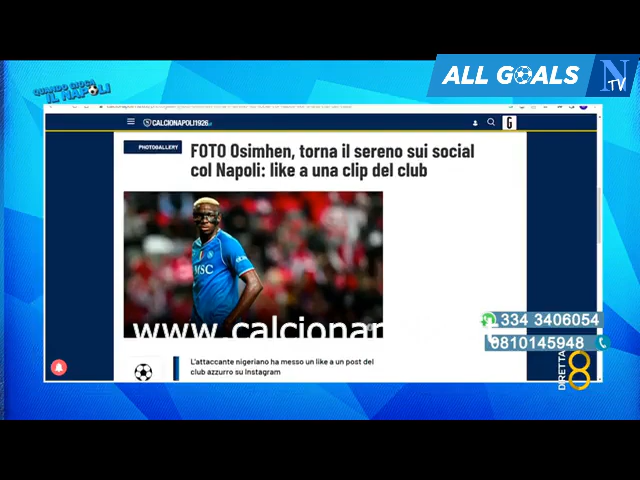 ALL GOALS
N
TV
QUANDO GIOCA
IL NAPOLI
CALCIONAPOLI1926.it
G
PHOTOGALLERY
FOTO Osimhen, torna il sereno sui social
col Napoli: like a una clip del club
MSC
www.calcionap
334 3406054
0810145948
L'attaccante nigeriano ha messo un like a un post del
club azzurro su Instagram
DIRETTA
8